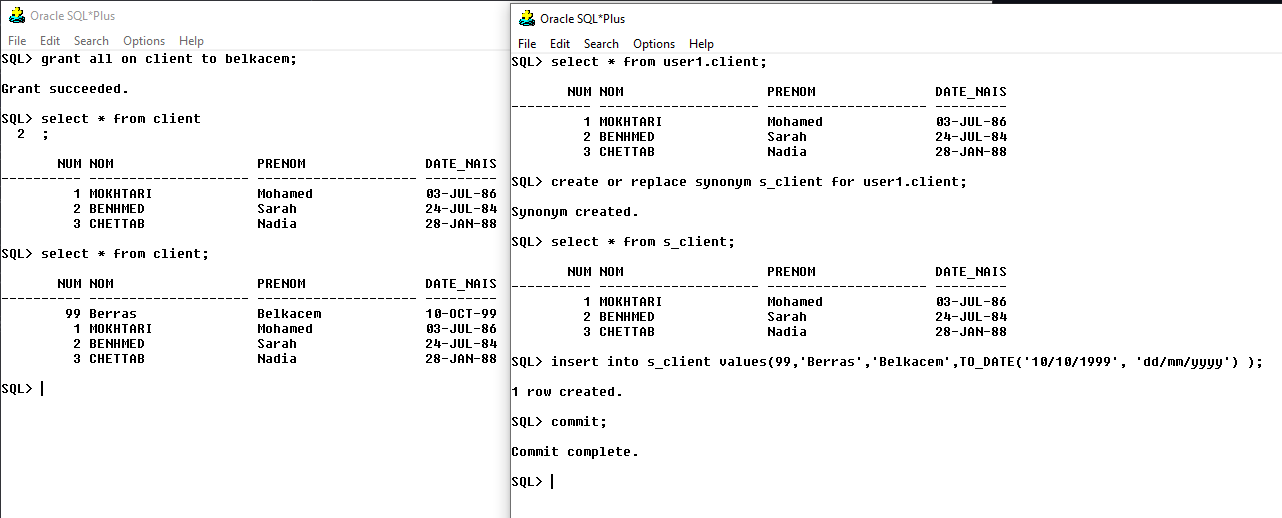 Oracle SQL*Plus
File Edit Search Options Help
SQL> grant all on client to belkacem;
Grant succeeded.
SQL> select * from client
  2  ;
       NUM NOM                  PRENOM               DATE_NAIS
---------- -------------------- -------------------- ---------
         1 MOKHTARI             Mohamed              03-JUL-86
         2 BENHMED              Sarah                24-JUL-84
         3 CHETTAB              Nadia                28-JAN-88
SQL> select * from client;
       NUM NOM                  PRENOM               DATE_NAIS
---------- -------------------- -------------------- ---------
        99 Berras               Belkacem             10-OCT-99
         1 MOKHTARI             Mohamed              03-JUL-86
         2 BENHMED              Sarah                24-JUL-84
         3 CHETTAB              Nadia                28-JAN-88
SQL>
Oracle SQL*Plus
File Edit Search Options Help
SQL> select * from user1.client;
       NUM NOM                  PRENOM               DATE_NAIS
---------- -------------------- -------------------- ---------
         1 MOKHTARI             Mohamed              03-JUL-86
         2 BENHMED              Sarah                24-JUL-84
         3 CHETTAB              Nadia                28-JAN-88
SQL> create or replace synonym s_client for user1.client;
Synonym created.
SQL> select * from s_client;
       NUM NOM                  PRENOM               DATE_NAIS
---------- -------------------- -------------------- ---------
         1 MOKHTARI             Mohamed              03-JUL-86
         2 BENHMED              Sarah                24-JUL-84
         3 CHETTAB              Nadia                28-JAN-88
SQL> insert into s_client values(99,'Berras','Belkacem',TO_DATE('10/10/1999', 'dd/mm/yyyy') );
1 row created.
SQL> commit;
Commit complete.
SQL>